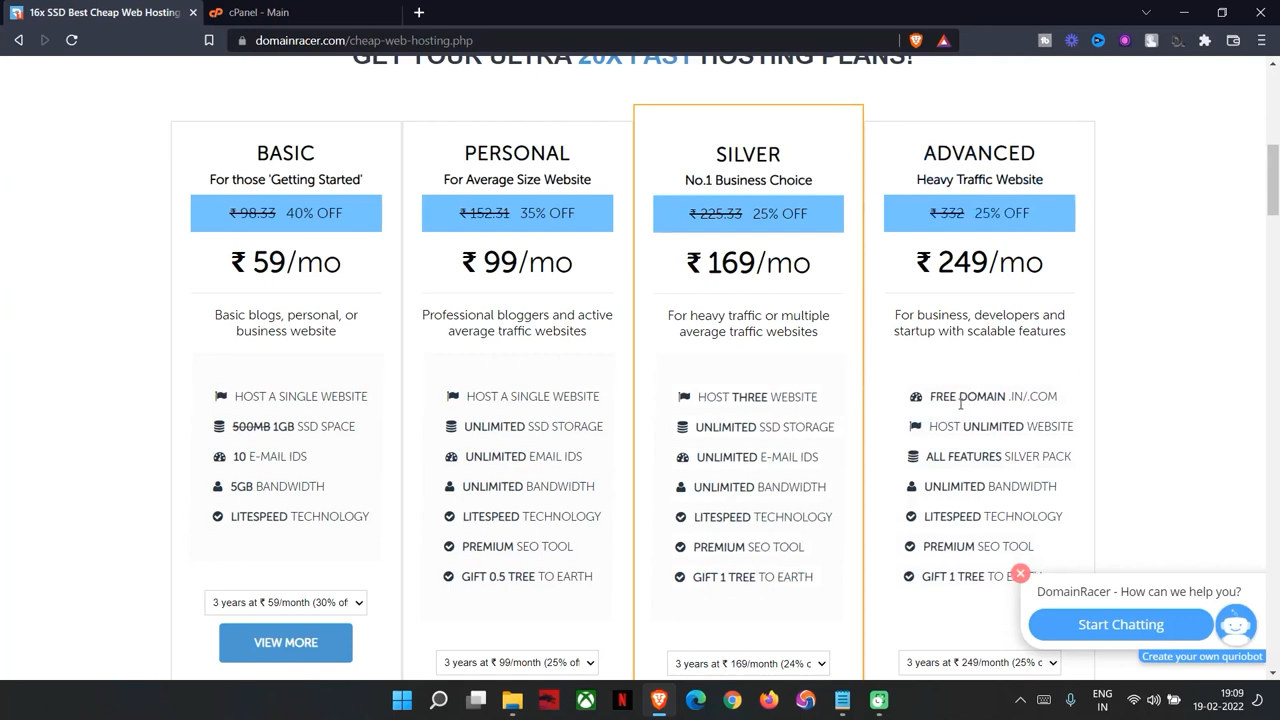 16x SSD Best Cheap Web Hosting
cPanel - Main
domainracer.com/cheap-web-hosting.php
GET YOUR ULTRA 20X FAST HOSTING PLANS!
BASIC
For those 'Getting Started'
₹ 98.33 40% OFF
₹ 59/mo
Basic blogs, personal, or
business website
HOST A SINGLE WEBSITE
500MB 1GB SSD SPACE
10 E-MAIL IDS
5GB BANDWIDTH
LITESPEED TECHNOLOGY
3 years at ₹ 59/month (30% of
VIEW MORE
PERSONAL
For Average Size Website
₹ 152.31 35% OFF
₹ 99/mo
Professional bloggers and active
average traffic websites
HOST A SINGLE WEBSITE
UNLIMITED SSD STORAGE
UNLIMITED EMAIL IDS
UNLIMITED BANDWIDTH
LITESPEED TECHNOLOGY
PREMIUM SEO TOOL
GIFT 0.5 TREE TO EARTH
3 years at ₹ 99/month (25% of
SILVER
No.1 Business Choice
₹ 225.33 25% OFF
₹ 169/mo
For heavy traffic or multiple
average traffic websites
HOST THREE WEBSITE
UNLIMITED SSD STORAGE
UNLIMITED E-MAIL IDS
UNLIMITED BANDWIDTH
LITESPEED TECHNOLOGY
PREMIUM SEO TOOL
GIFT 1 TREE TO EARTH
3 years at ₹ 169/month (24% c
ADVANCED
Heavy Traffic Website
₹ 332 25% OFF
₹ 249/mo
For business, developers and
startup with scalable features
FREE DOMAIN .IN/.COM
HOST UNLIMITED WEBSITE
ALL FEATURES SILVER PACK
UNLIMITED BANDWIDTH
LITESPEED TECHNOLOGY
PREMIUM SEO TOOL
GIFT 1 TREE TO
3 years at ₹ 249/month (25% c
DomainRacer - How can we help you?
Start Chatting
Create your own quriobot
ENG
IN
19:09
19-02-2022